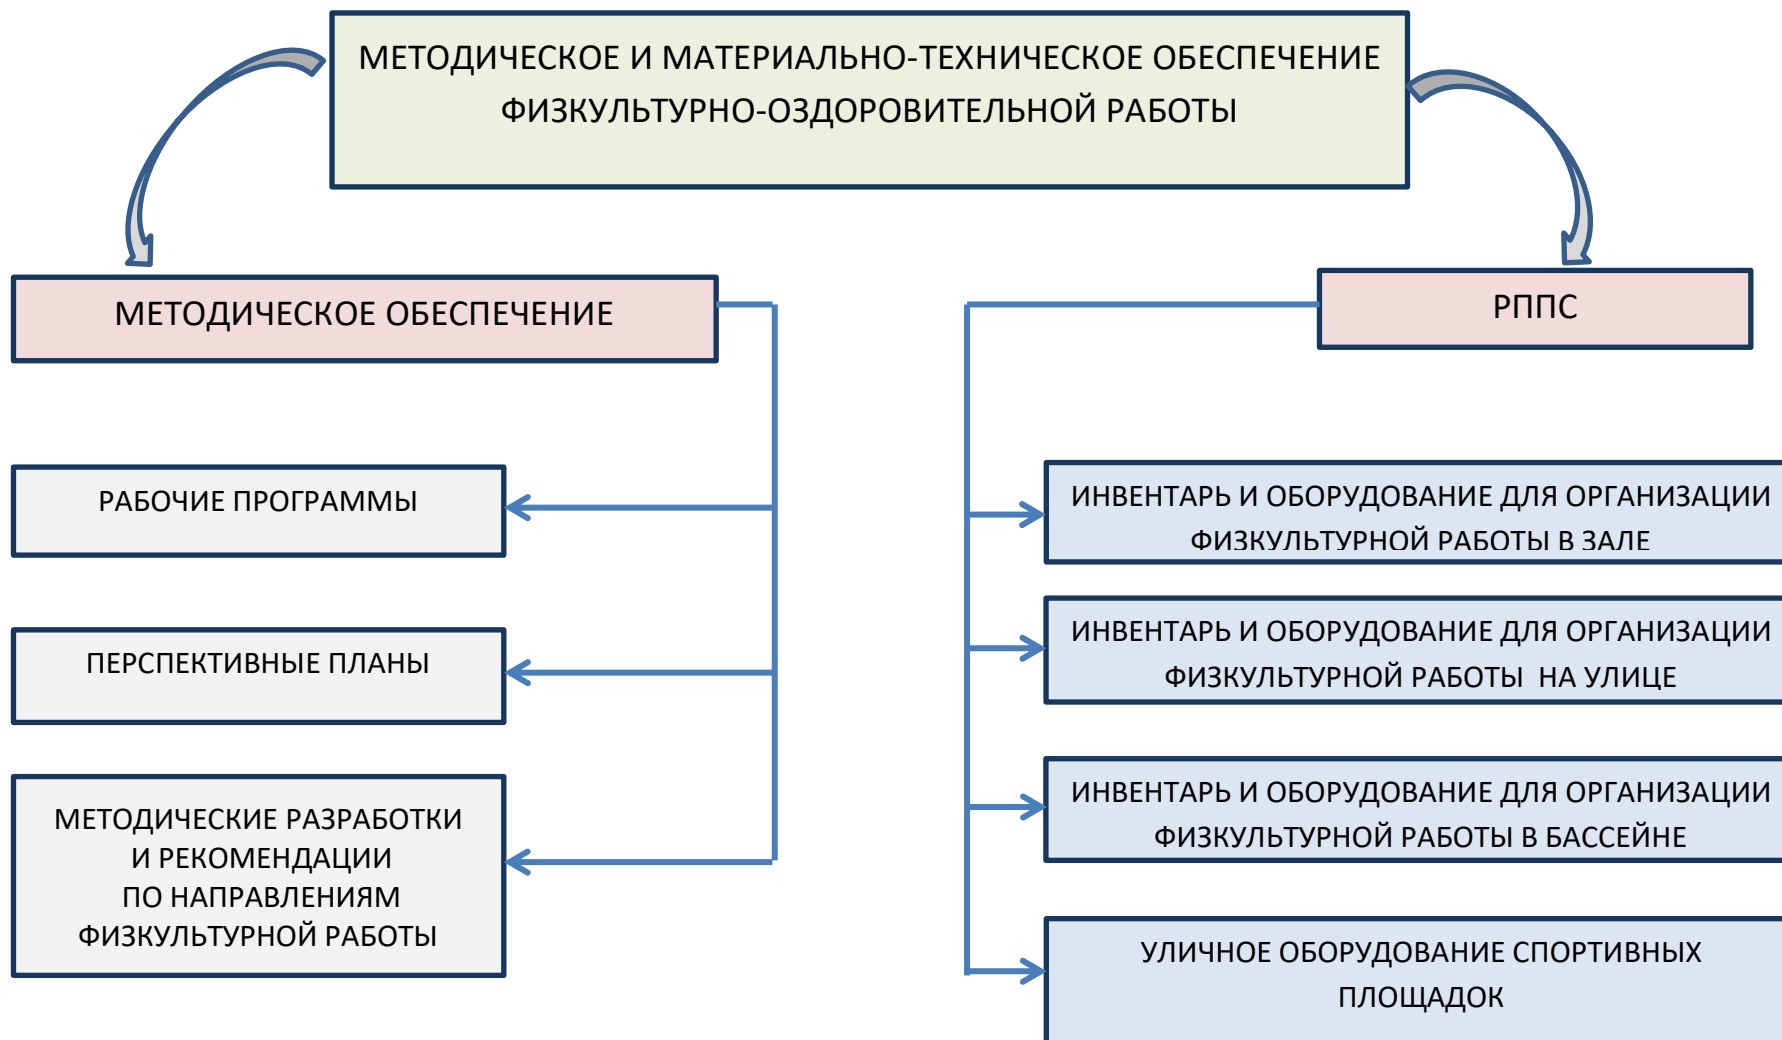 МЕТОДИЧЕСКОЕ И МАТЕРИАЛЬНО-ТЕХНИЧЕСКОЕ ОБЕСПЕЧЕНИЕ
ФИЗКУЛЬТУРНО-ОЗДОРОВИТЕЛЬНОЙ РАБОТЫ
МЕТОДИЧЕСКОЕ ОБЕСПЕЧЕНИЕ
РАБОЧИЕ ПРОГРАММЫ
ПЕРСПЕКТИВНЫЕ ПЛАНЫ
МЕТОДИЧЕСКИЕ РАЗРАБОТКИ
И РЕКОМЕНДАЦИИ
ПО НАПРАВЛЕНИЯМ
ФИЗКУЛЬТУРНОЙ РАБОТЫ
РППС
ИНВЕНТАРЬ И ОБОРУДОВАНИЕ ДЛЯ ОРГАНИЗАЦИИ
ФИЗКУЛЬТУРНОЙ РАБОТЫ В ЗАЛЕ
ИНВЕНТАРЬ И ОБОРУДОВАНИЕ ДЛЯ ОРГАНИЗАЦИИ
ФИЗКУЛЬТУРНОЙ РАБОТЫ НА УЛИЦЕ
ИНВЕНТАРЬ И ОБОРУДОВАНИЕ ДЛЯ ОРГАНИЗАЦИИ
ФИЗКУЛЬТУРНОЙ РАБОТЫ В БАССЕЙНЕ
УЛИЧНОЕ ОБОРУДОВАНИЕ СПОРТИВНЫХ
ПЛОЩАДОК